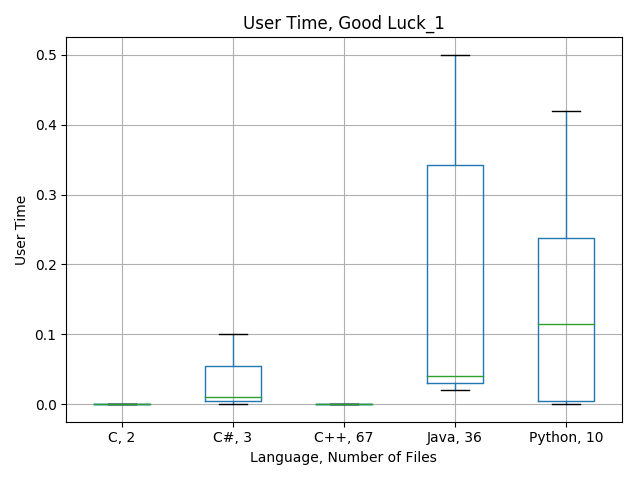 User Time, Good Luck_1
0.5
0.4
0.3
0.2
0.1
0.0
User Time
C, 2
C#, 3
C++, 67
Java, 36
Python, 10
Language, Number of Files